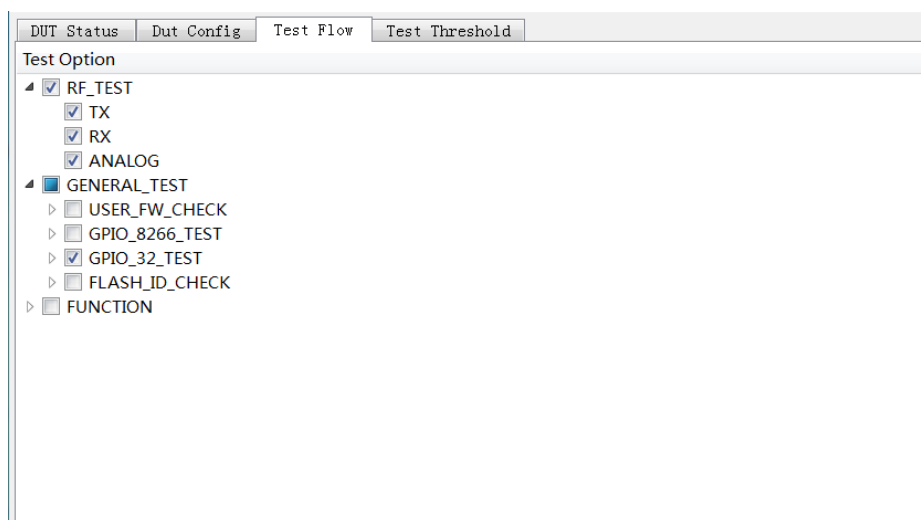 DUT Status Dut Config Test Flow Test Threshold
Test Option
RF_TEST
TX
RX
ANALOG
GENERAL_TEST
USER_FW_CHECK
GPIO_8266_TEST
GPIO_32_TEST
FLASH_ID_CHECK
FUNCTION